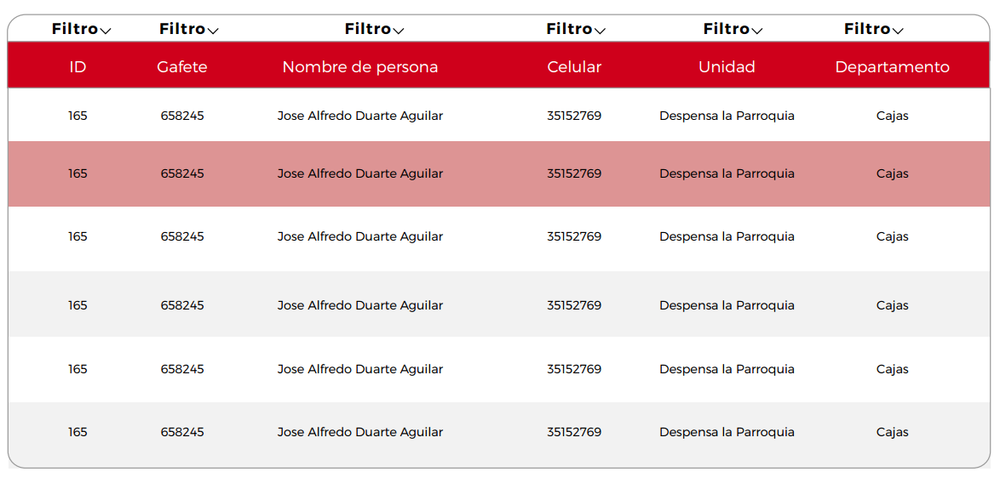 Filtro Filtro Filtro Filtro Filtro Filtro
ID Gafete Nombre de persona Celular Unidad Departamento
165 658245 Jose Alfredo Duarte Aguilar 35152769 Despensa la Parroquia Cajas
165 658245 Jose Alfredo Duarte Aguilar 35152769 Despensa la Parroquia Cajas
165 658245 Jose Alfredo Duarte Aguilar 35152769 Despensa la Parroquia Cajas
165 658245 Jose Alfredo Duarte Aguilar 35152769 Despensa la Parroquia Cajas
165 658245 Jose Alfredo Duarte Aguilar 35152769 Despensa la Parroquia Cajas
165 658245 Jose Alfredo Duarte Aguilar 35152769 Despensa la Parroquia Cajas